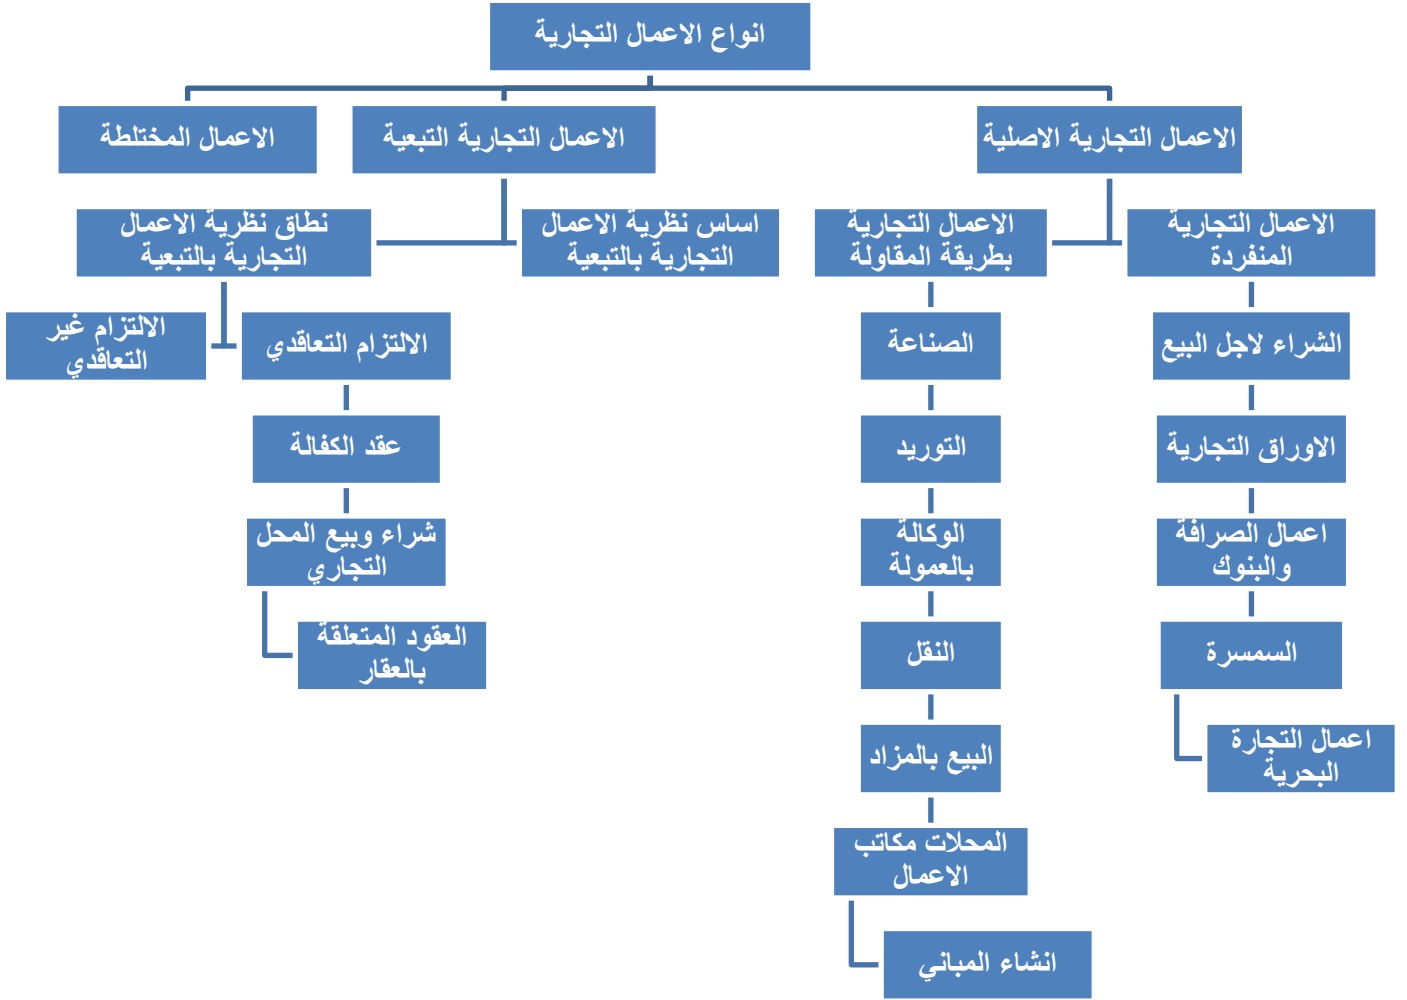 انواع الاعمال التجارية
الاعمال التجارية الاصلية
الاعمال التجارية التبعية
الاعمال المختلطة
الاعمال التجارية
المنفردة
الاعمال التجارية
بطريقة المقاولة
اساس نظرية الاعمال
التجارية بالتبعية
نطاق نظرية الاعمال
التجارية بالتبعية
الشراء لاجل البيع
الصناعة
الالتزام التعاقدي
الالتزام غير
التعاقدي
الاوراق التجارية
التوريد
عقد الكفالة
اعمال الصرافة
والبنوك
الوكالة
بالعمولة
شراء وبيع المحل
التجاري
السمسرة
النقل
العقود المتعلقة
بالعقار
اعمال التجارة
البحرية
البيع بالمزاد
المحلات مكاتب
الاعمال
انشاء المباني